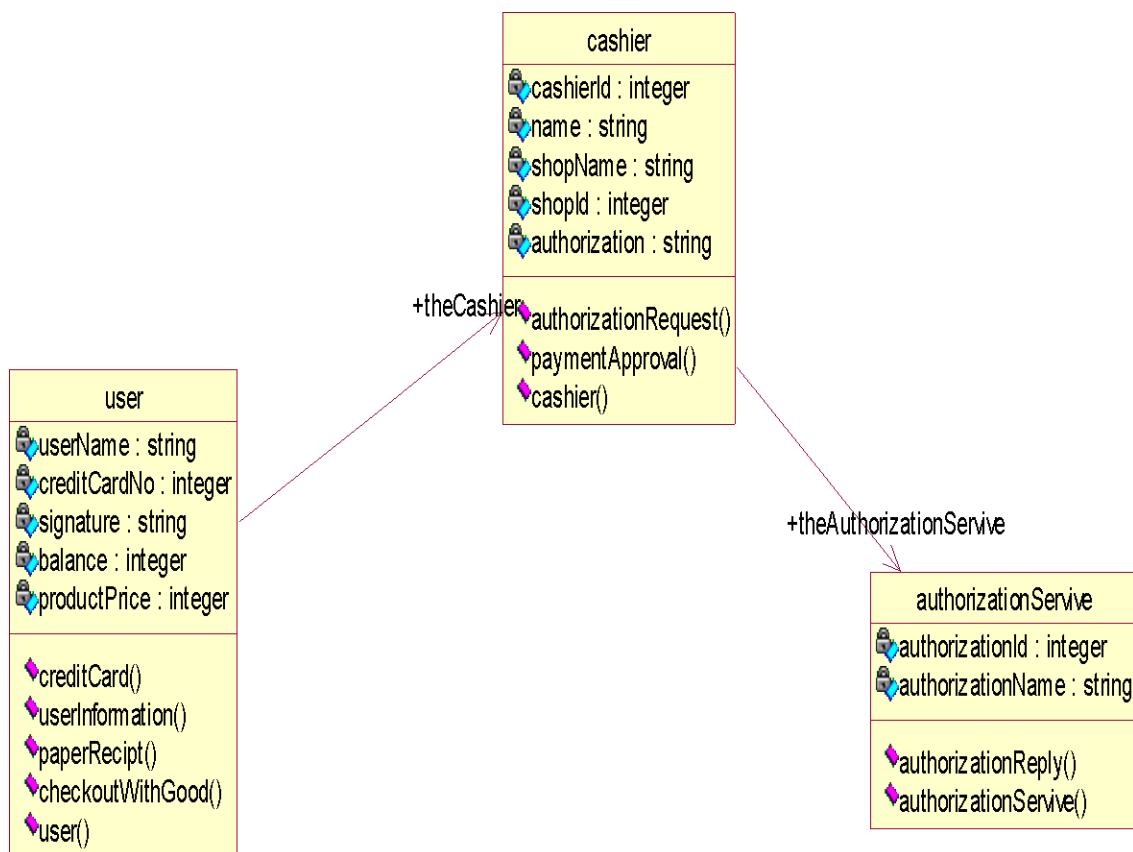 cashier
cashierId : integer
name : string
shopName : string
shopId : integer
authorization : string
authorizationRequest()
paymentApproval()
cashier()
+theCashier
user
userName : string
creditCardNo : integer
signature : string
balance : integer
productPrice : integer
creditCard()
userInformation()
paperRecipt()
checkoutWithGood()
user()
+theAuthorizationServive
authorizationServive
authorizationId : integer
authorizationName : string
authorizationReply()
authorizationServive()